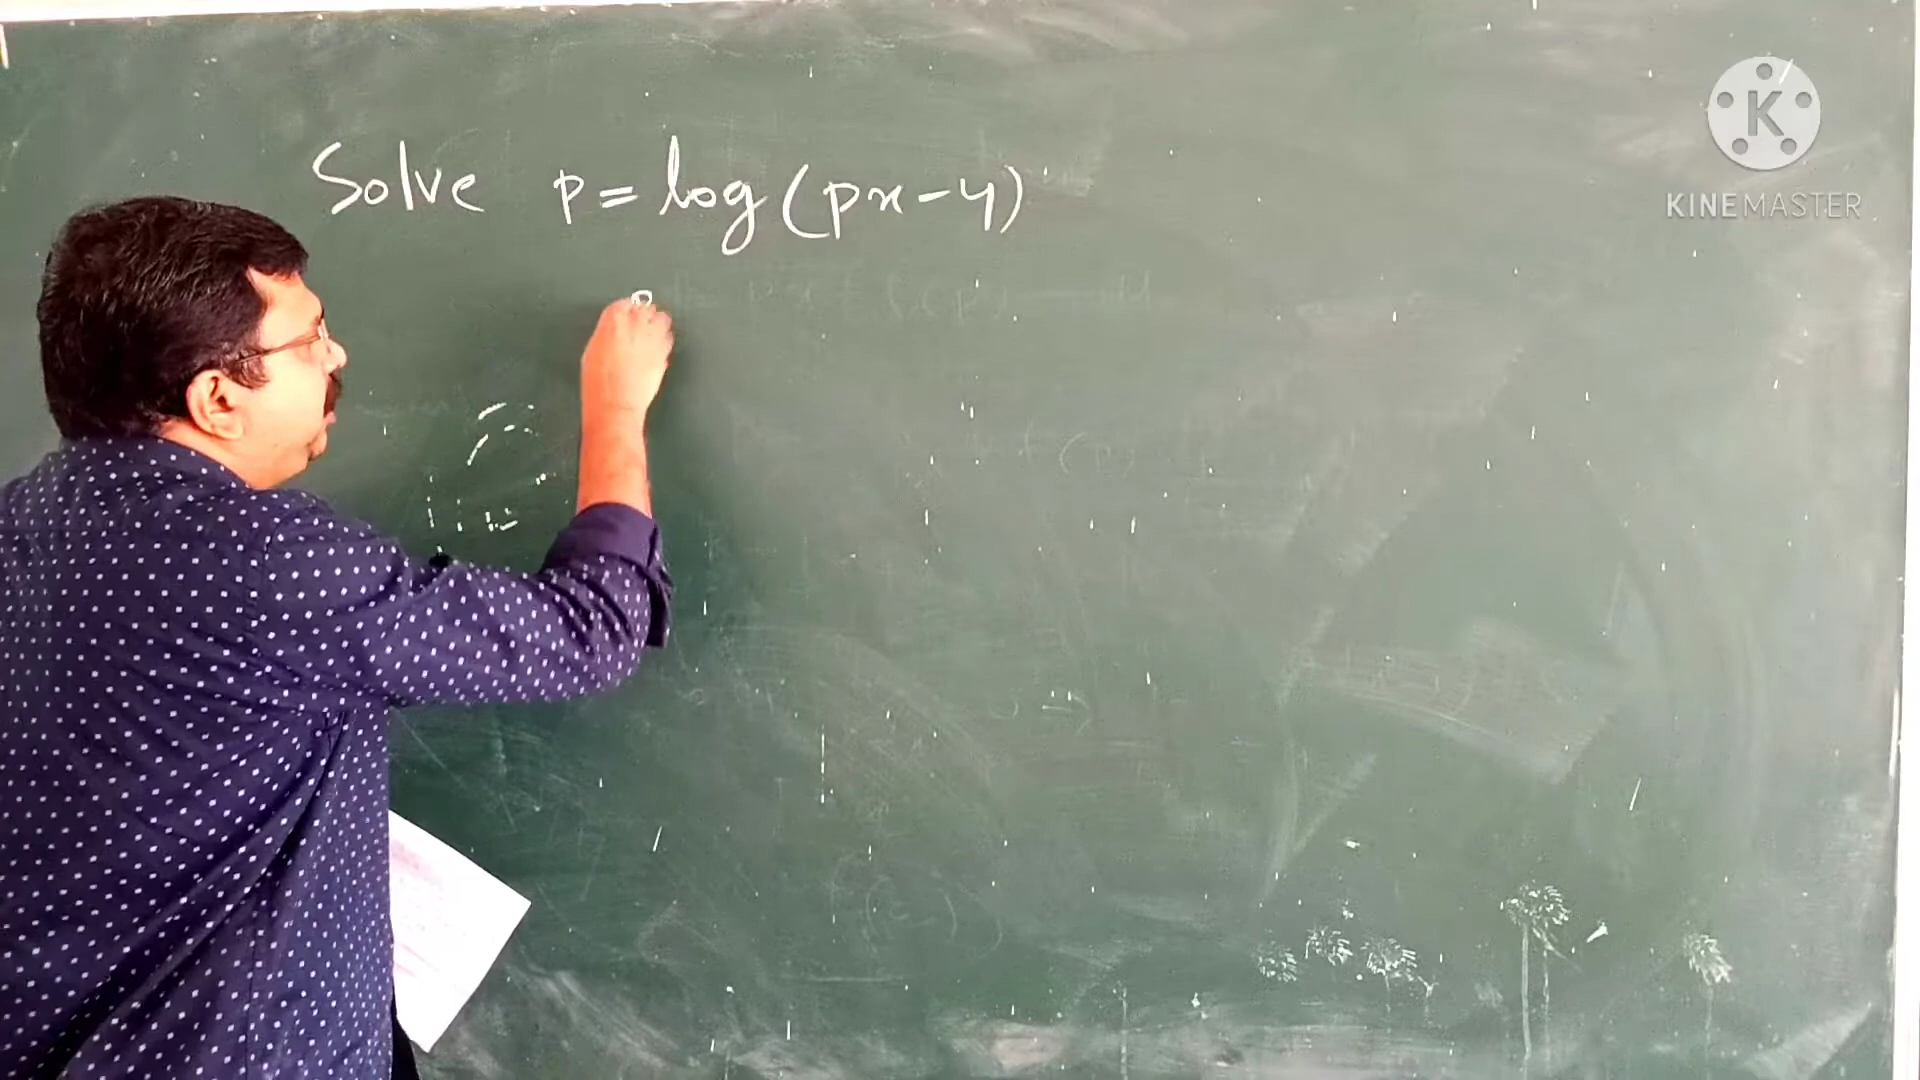 Solve p = log (px - y)
K
KINEMASTER